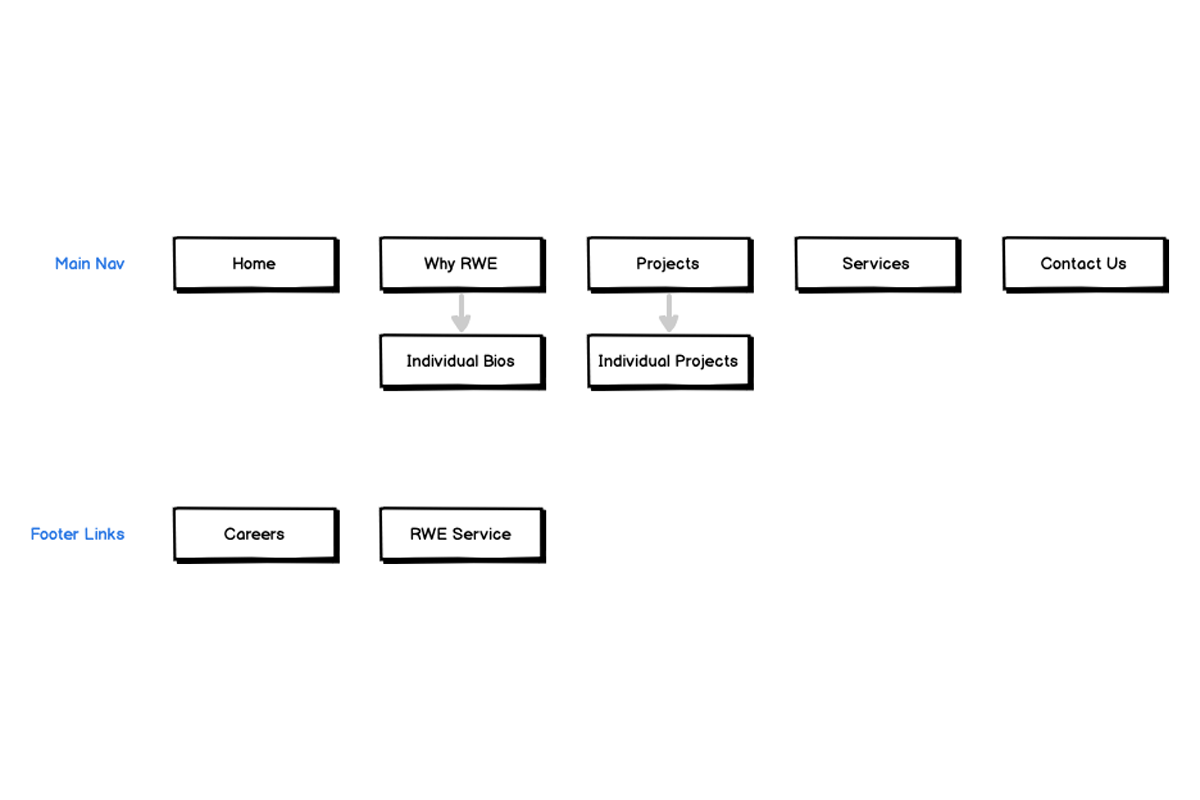 Main Nav
Home
Why RWE
Projects
Services
Contact Us
Individual Bios
Individual Projects
Footer Links
Careers
RWE Service